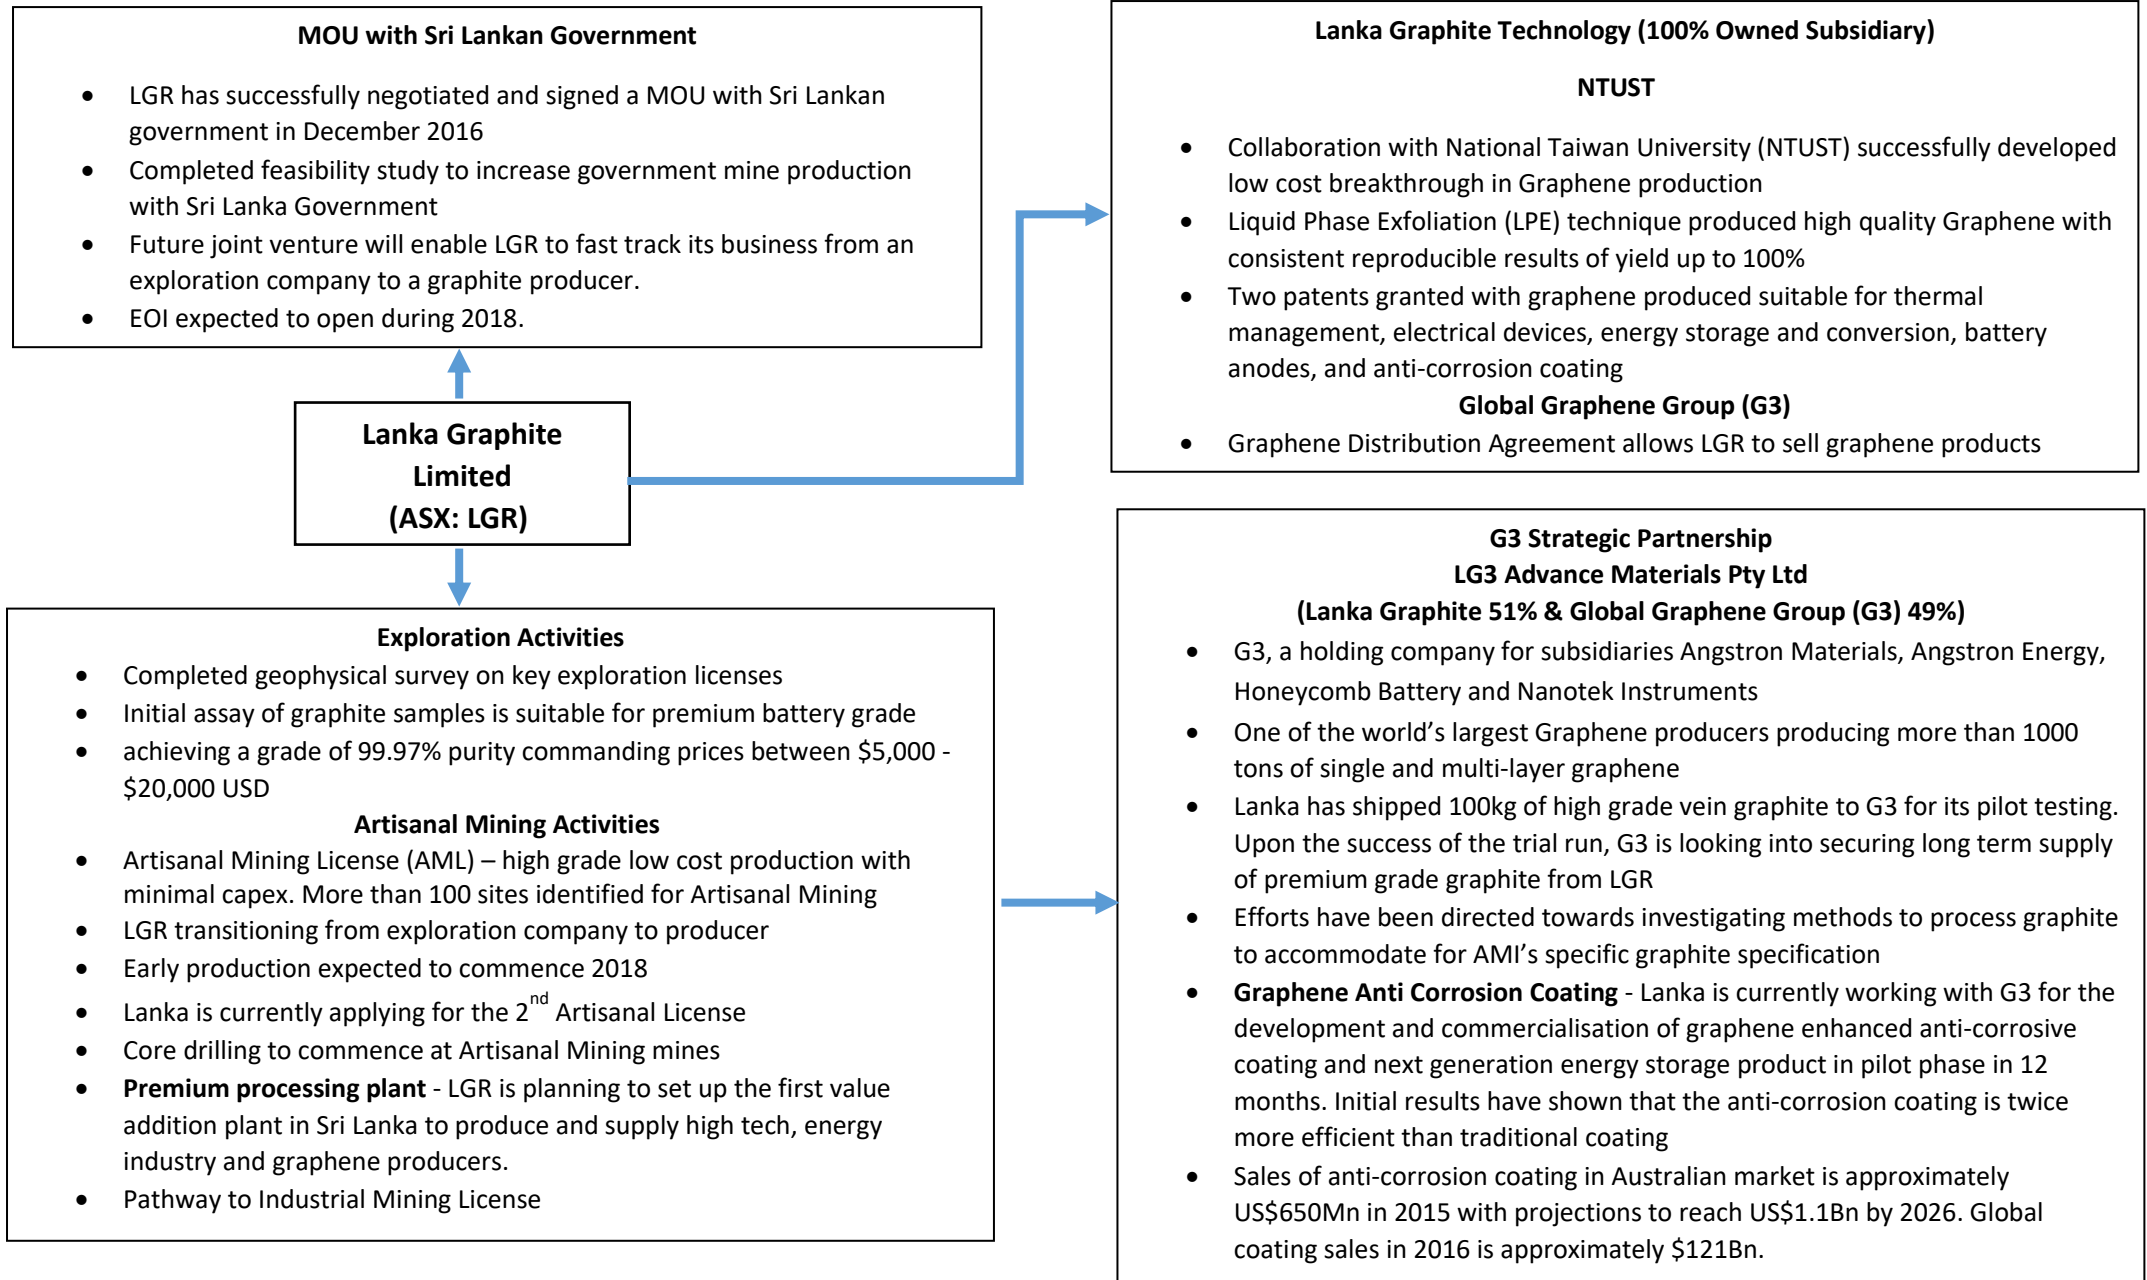 MOU with Sri Lankan Government
• LGR has successfully negotiated and signed a MOU with Sri Lankan
government in December 2016
• Completed feasibility study to increase government mine production
with Sri Lanka Government
• Future joint venture will enable LGR to fast track its business from an
exploration company to a graphite producer.
• EOI expected to open during 2018.
Lanka Graphite Technology (100% Owned Subsidiary)
NTUST
• Collaboration with National Taiwan University (NTUST) successfully developed
low cost breakthrough in Graphene production
• Liquid Phase Exfoliation (LPE) technique produced high quality Graphene with
consistent reproducible results of yield up to 100%
• Two patents granted with graphene produced suitable for thermal
management, electrical devices, energy storage and conversion, battery
anodes, and anti-corrosion coating
Global Graphene Group (G3)
• Graphene Distribution Agreement allows LGR to sell graphene products
Lanka Graphite
Limited
(ASX: LGR)
Exploration Activities
• Completed geophysical survey on key exploration licenses
• Initial assay of graphite samples is suitable for premium battery grade
• achieving a grade of 99.97% purity commanding prices between $5,000 -
$20,000 USD
Artisanal Mining Activities
• Artisanal Mining License (AML) – high grade low cost production with
minimal capex. More than 100 sites identified for Artisanal Mining
• LGR transitioning from exploration company to producer
• Early production expected to commence 2018
• Lanka is currently applying for the 2nd Artisanal License
• Core drilling to commence at Artisanal Mining mines
• Premium processing plant - LGR is planning to set up the first value
addition plant in Sri Lanka to produce and supply high tech, energy
industry and graphene producers.
• Pathway to Industrial Mining License
G3 Strategic Partnership
LG3 Advance Materials Pty Ltd
(Lanka Graphite 51% & Global Graphene Group (G3) 49%)
• G3, a holding company for subsidiaries Angstron Materials, Angstron Energy,
Honeycomb Battery and Nanotek Instruments
• One of the world’s largest Graphene producers producing more than 1000
tons of single and multi-layer graphene
• Lanka has shipped 100kg of high grade vein graphite to G3 for its pilot testing.
Upon the success of the trial run, G3 is looking into securing long term supply
of premium grade graphite from LGR
• Efforts have been directed towards investigating methods to process graphite
to accommodate for AMI’s specific graphite specification
• Graphene Anti Corrosion Coating - Lanka is currently working with G3 for the
development and commercialisation of graphene enhanced anti-corrosive
coating and next generation energy storage product in pilot phase in 12
months. Initial results have shown that the anti-corrosion coating is twice
more efficient than traditional coating
• Sales of anti-corrosion coating in Australian market is approximately
US$650Mn in 2015 with projections to reach US$1.1Bn by 2026. Global
coating sales in 2016 is approximately $121Bn.